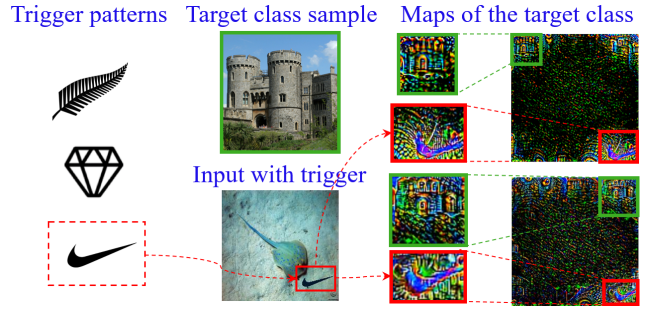 Trigger patterns
Target class sample
Maps of the target class
Input with trigger